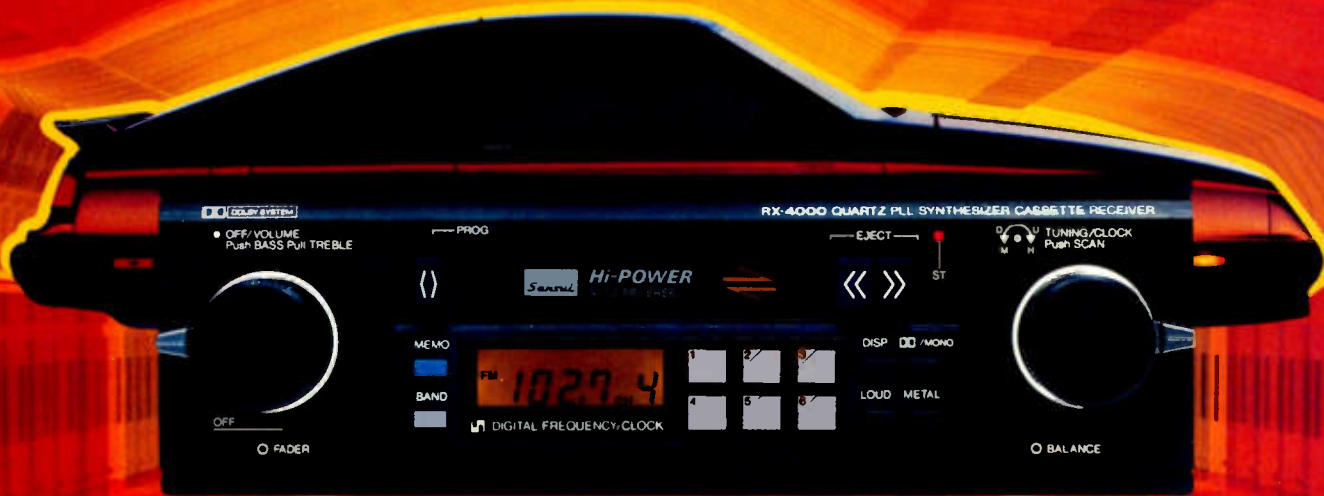 DOLBY SYSTEM
RX-4000 QUARTZ PLL SYNTHESIZER CASSETTE RECEIVER
OFF/VOLUME
Push BASS Pull TREBLE
PROG
EJECT
ST
D U
M H
TUNING/CLOCK
Push SCAN
Sansui
Hi-POWER
MEMO
BAND
FM 102.7 4
DIGITAL FREQUENCY/CLOCK
1 2 3
4 5 6
DISP /MONO
LOUD METAL
OFF
FADER
BALANCE